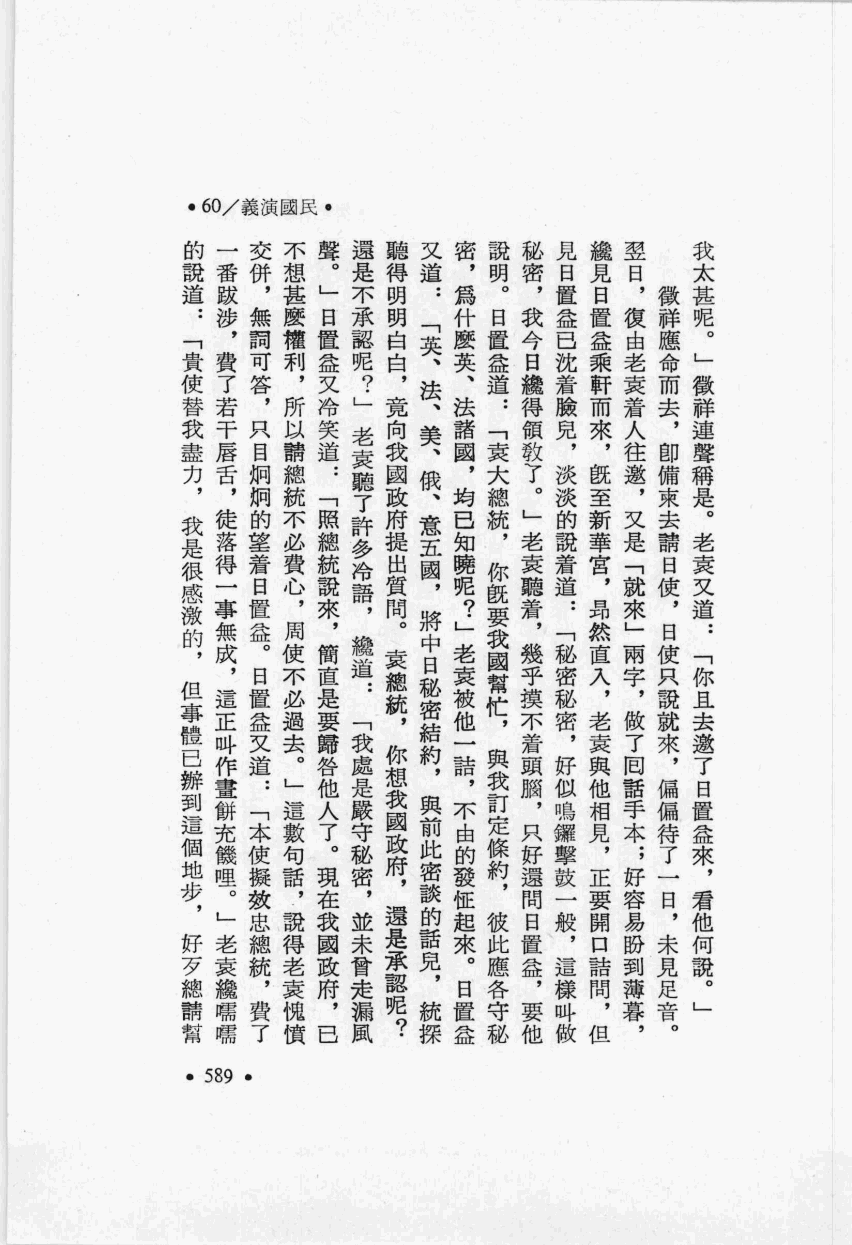 •60／義演國民•
我太甚呢。」徵祥連聲稱是。老袁又道：「你且去邀了日置益來，看他何說。」
徵祥應命而去，卽備柬去請日使，日使只說就來，偏偏待了一日，未見足音。
翌日，復由老袁着人往邀，又是「就來」兩字，做了囘話手本；好容易盼到薄暮，
纔見日置益乘軒而來，旣至新華宮，昂然直入，老袁與他相見，正要開口詰問，但
見日置益已沈着臉兒，淡淡的說着道：「秘密秘密，好似鳴鑼擊鼓一般，這樣叫做
秘密，我今日纔得領敎了。」老袁聽着，幾乎摸不着頭腦，只好還問日置益，要他
說明。日置益道：「袁大總統，你旣要我國幫忙，與我訂定條約，彼此應各守秘
密，爲什麼英、法諸國，均已知曉呢？」老袁被他一詰，不由的發怔起來。日置益
又道：「英、法、美、俄、意五國，將中日秘密結約，與前此密談的話兒，統探
聽得明明白白，竟向我國政府提出質問。袁總統，你想我國政府，還是承認呢？
還是不承認呢？」老袁聽了許多冷語，纔道：「我處是嚴守秘密，並未曾走漏風
聲。」日置益又冷笑道：「照總統說來，簡直是要歸咎他人了。現在我國政府，已
不想甚麼權利，所以請總統不必費心，周使不必過去。」這數句話，說得老袁愧憤
交併，無詞可答，只目炯炯的望着日置益。日置益又道：「本使擬效忠總統，費了
一番跋涉，費了若干唇舌，徒落得一事無成，這正叫作畫餠充饑哩。」老袁纔嚅嚅
的說道：「貴使替我盡力，我是很感激的，但事體已辦到這個地步，好歹總請幫
•589•